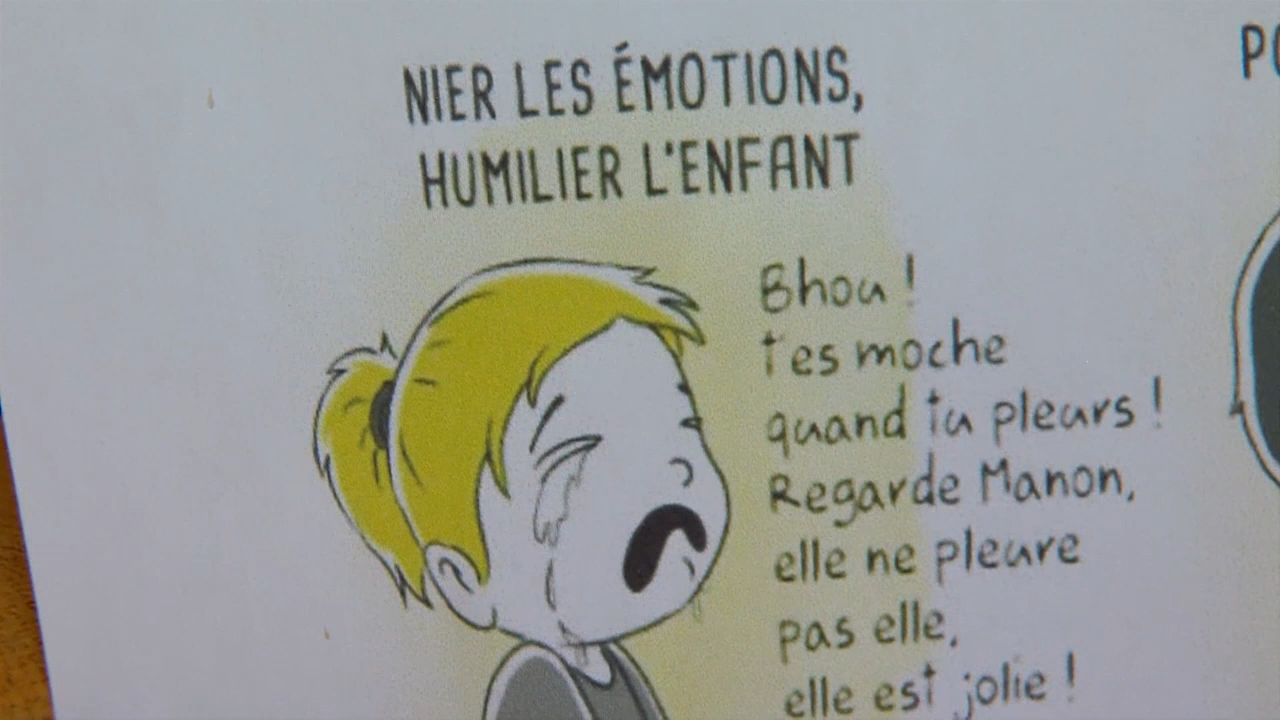 NIER LES ÉMOTIONS,
HUMILIER L'ENFANT
Bhou !
t'es moche
quand tu pleurs !
Regarde Manon,
elle ne pleure
pas elle,
elle est jolie !